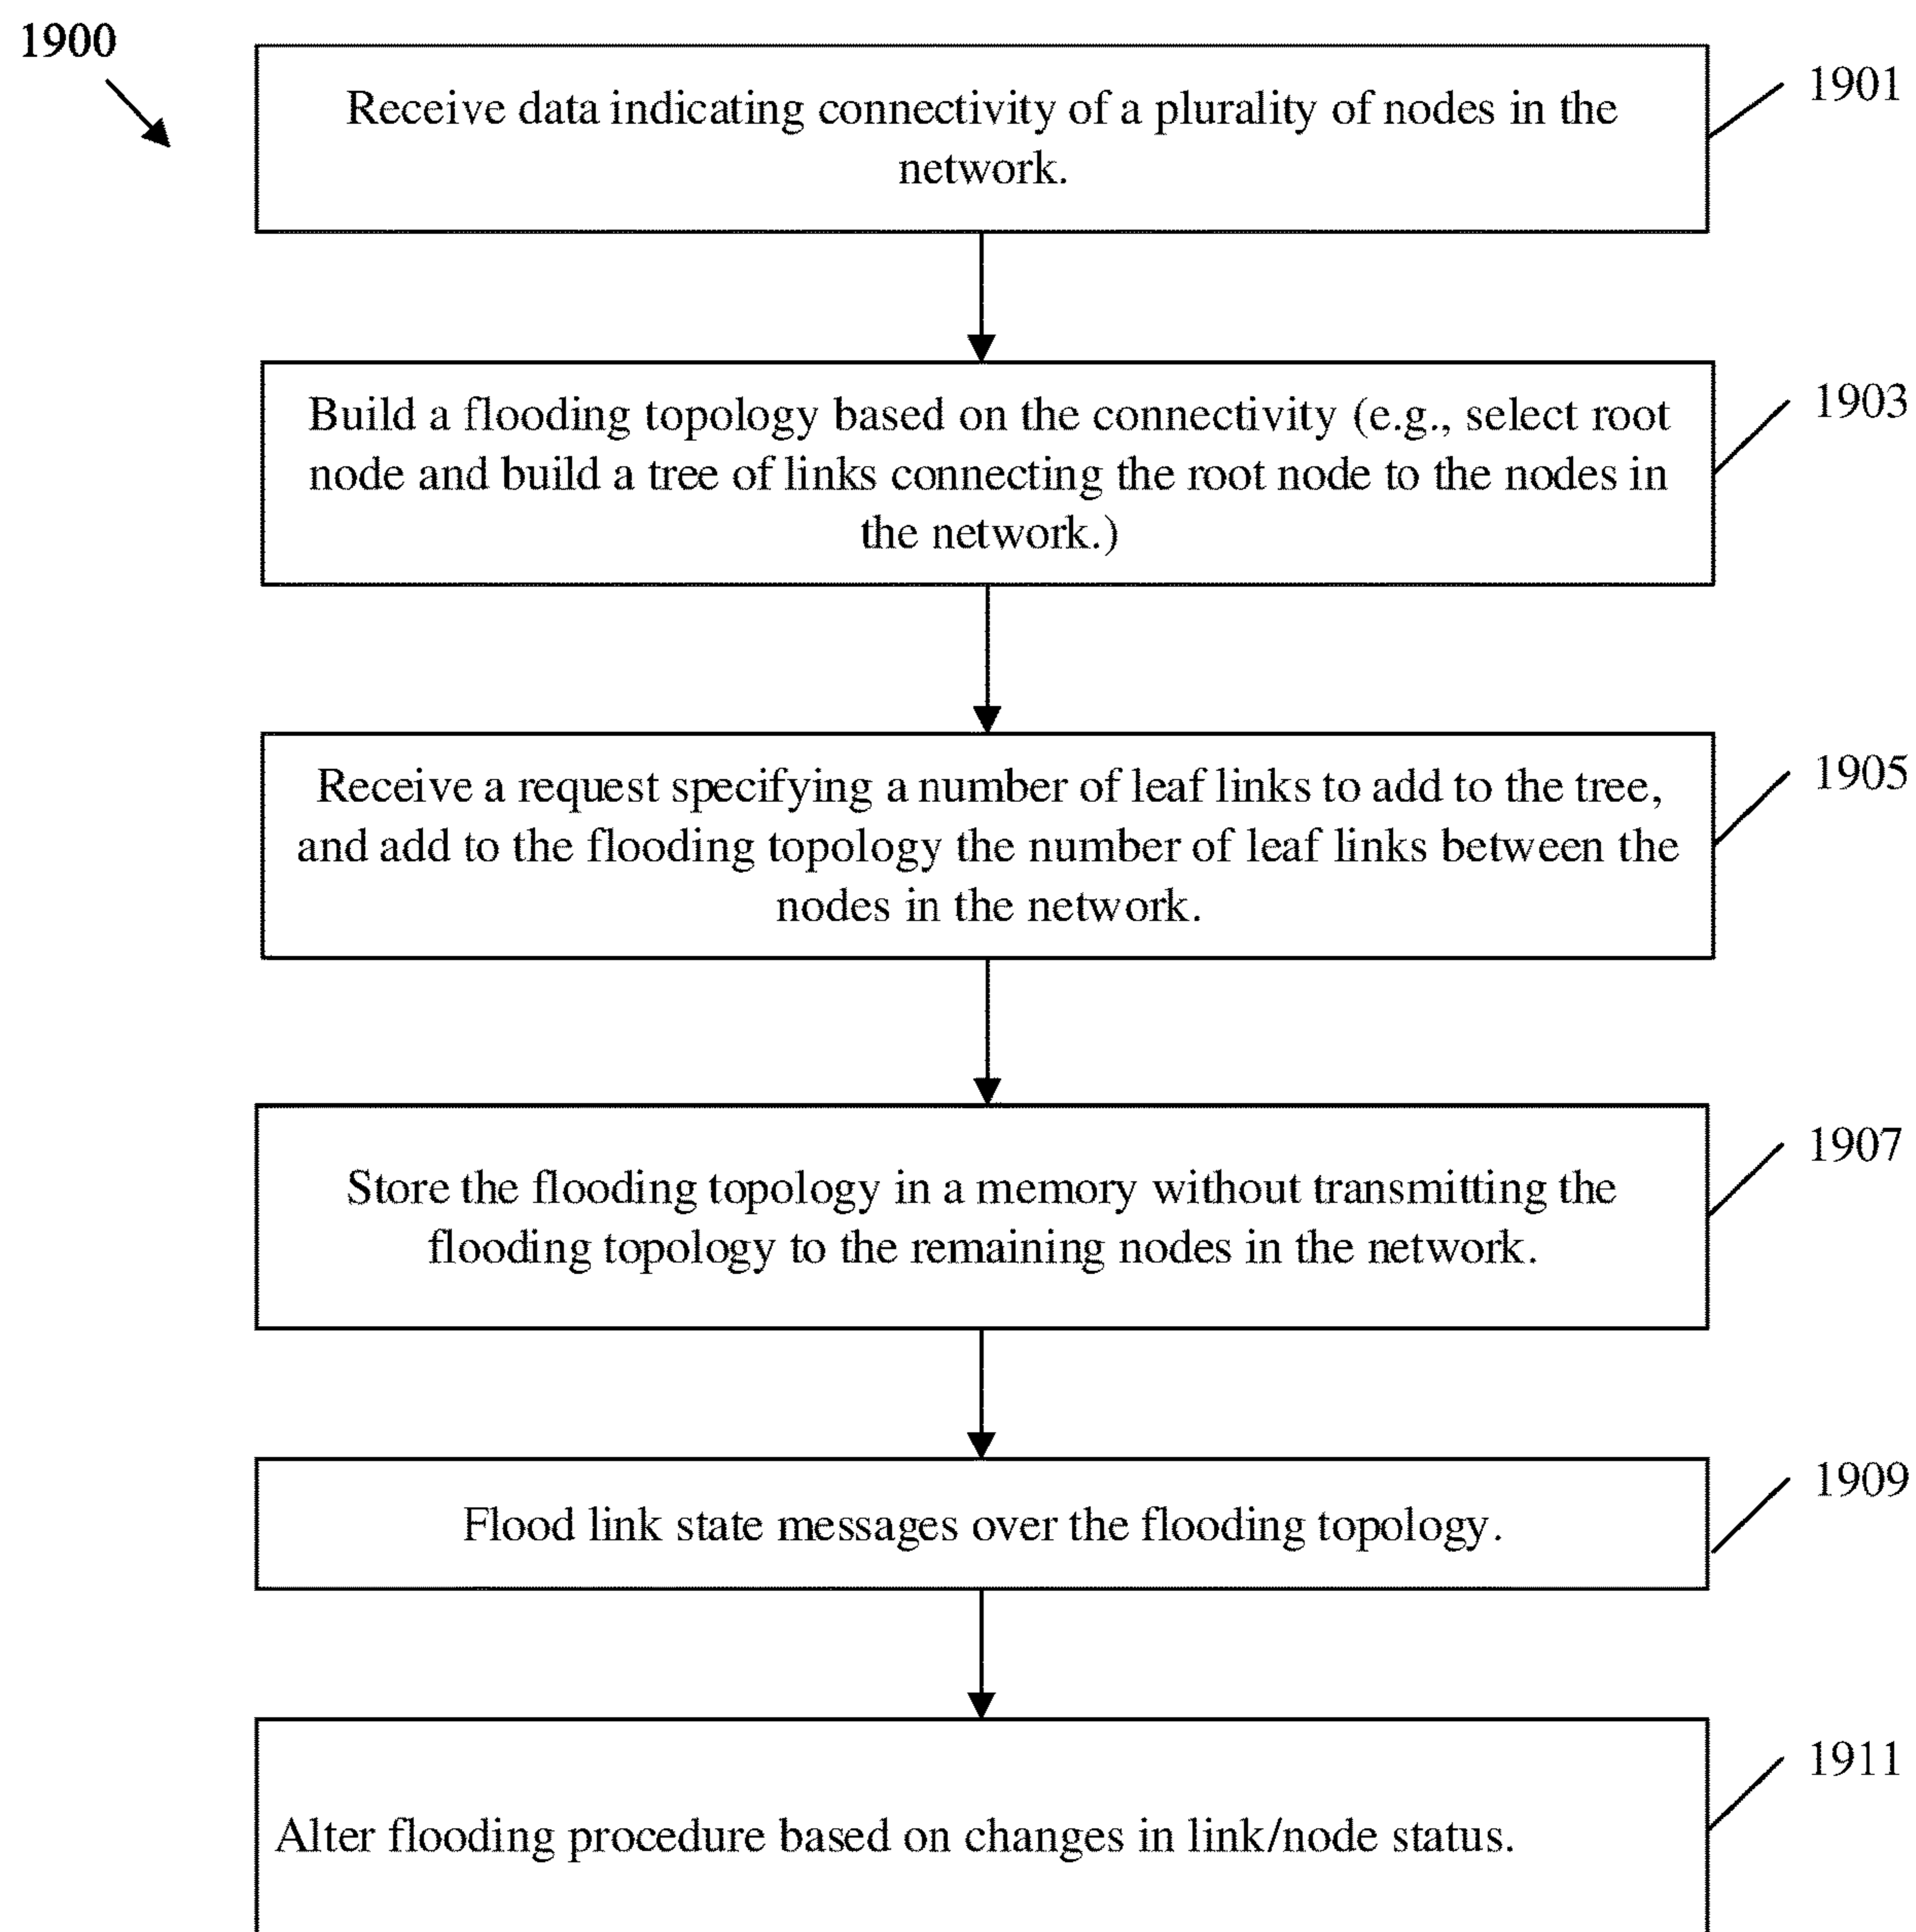 1900
Receive data indicating connectivity of a plurality of nodes in the
network.
1901
Build a flooding topology based on the connectivity (e.g., select root
node and build a tree of links connecting the root node to the nodes in
the network.)
1903
Receive a request specifying a number of leaf links to add to the tree,
and add to the flooding topology the number of leaf links between the
nodes in the network.
1905
Store the flooding topology in a memory without transmitting the
flooding topology to the remaining nodes in the network.
1907
Flood link state messages over the flooding topology.
1909
Alter flooding procedure based on changes in link/node status.
1911